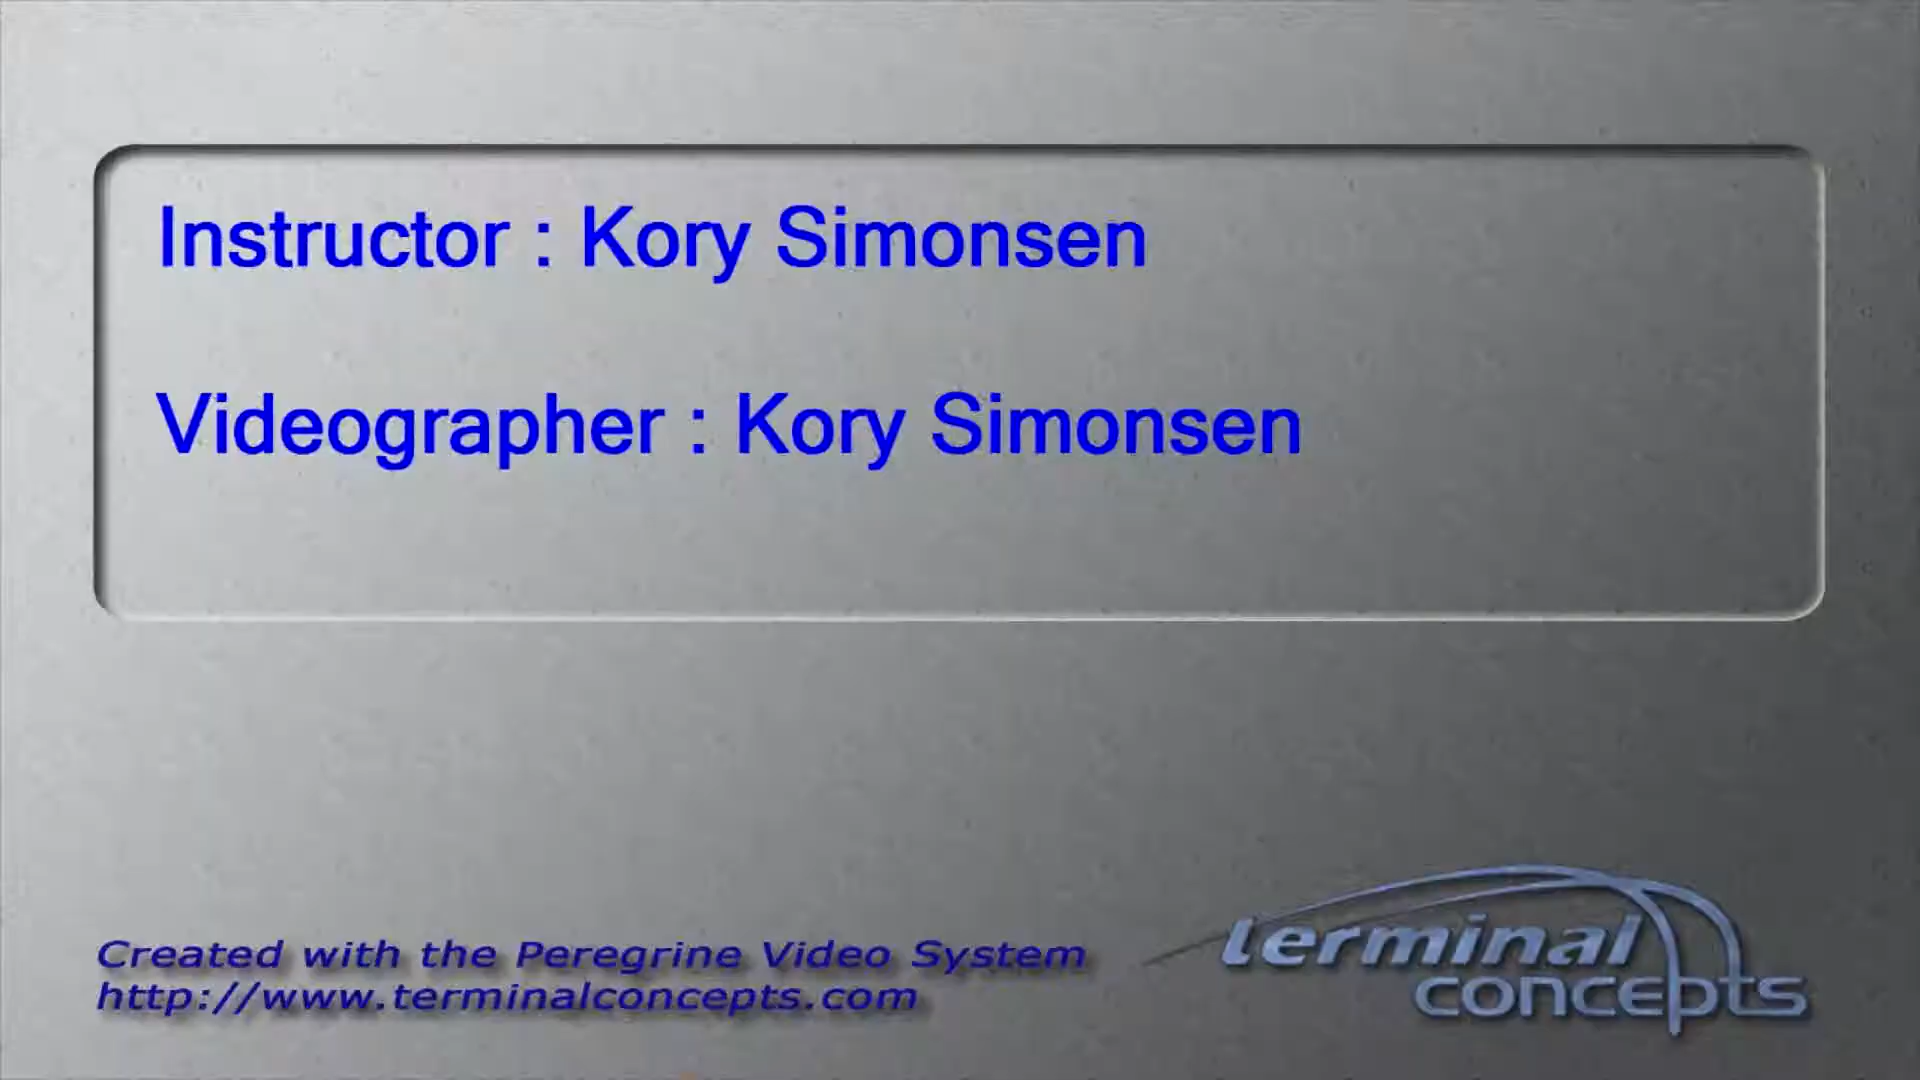 Instructor : Kory Simonsen
Videographer : Kory Simonsen
Created with the Peregrine Video System
http://www.terminalconcepts.com
terminal
concepts